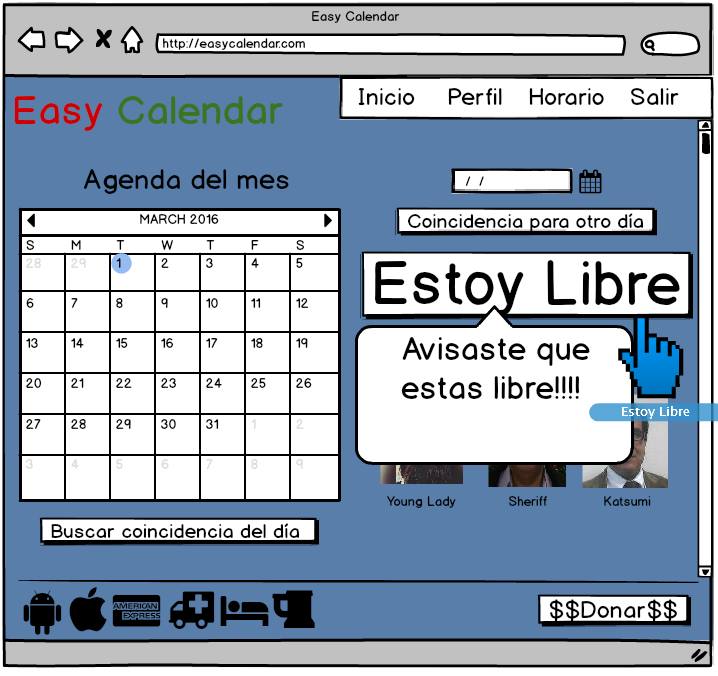 Easy Calendar
http://easycalendar.com
Easy Calendar
Inicio Perfil Horario Salir
Agenda del mes
/ /
Coincidencia para otro día
MARCH 2016
S M T W T F S
28 29 1 2 3 4 5
6 7 8 9 10 11 12
13 14 15 16 17 18 19
20 21 22 23 24 25 26
27 28 29 30 31 1 2
3 4 5 6 7 8 9
Estoy Libre
Avisaste que
estas libre!!!!
Estoy Libre
Young Lady Sheriff Katsumi
Buscar coincidencia del día
AMERICAN
EXPRESS
$$Donar$$